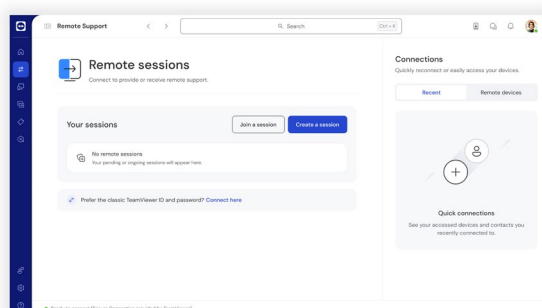 Remote Support
Search
Ctrl + K
Remote sessions
Connect to provide or receive remote support.
Your sessions
Join a session
Create a session
No remote sessions
Your pending or ongoing sessions will appear here.
Prefer the classic TeamViewer ID and password? Connect here
Connections
Quickly reconnect or easily access your devices.
Recent
Remote devices
Quick connections
See your accessed devices and contacts you
recently connected to.